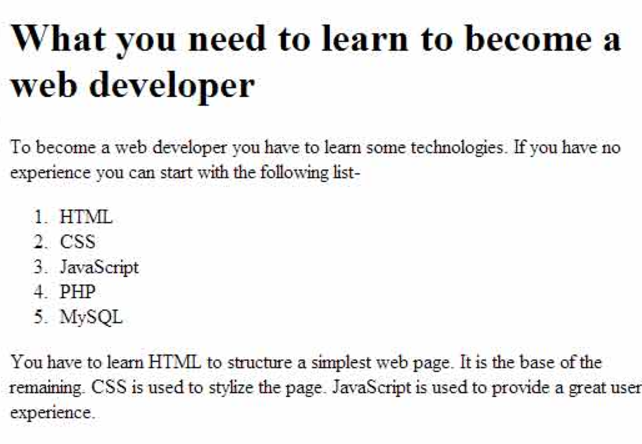 What you need to learn to become a
web developer
To become a web developer you have to learn some technologies. If you have no
experience you can start with the following list-
1. HTML
2. CSS
3. JavaScript
4. PHP
5. MySQL
You have to learn HTML to structure a simplest web page. It is the base of the
remaining. CSS is used to stylize the page. JavaScript is used to provide a great user
experience.